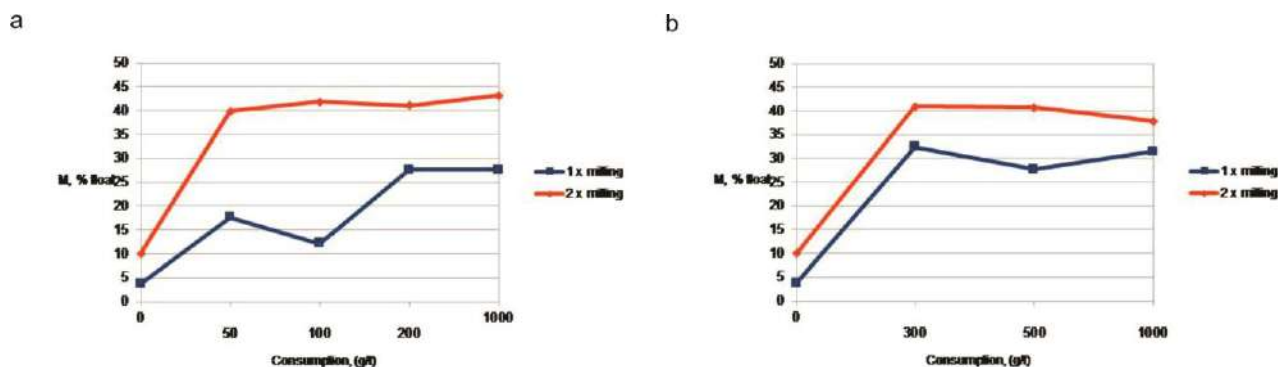 a
50
45
40
35
30
M, % float 25
20
15
10
5
0
0 50 100 200 1000
Consumption, (g/t)
1 x milling
2 x milling
b
50
45
40
35
30
M, % float 25
20
15
10
5
0
0 300 500 1000
Consumption, (g/t)
1 x milling
2 x milling